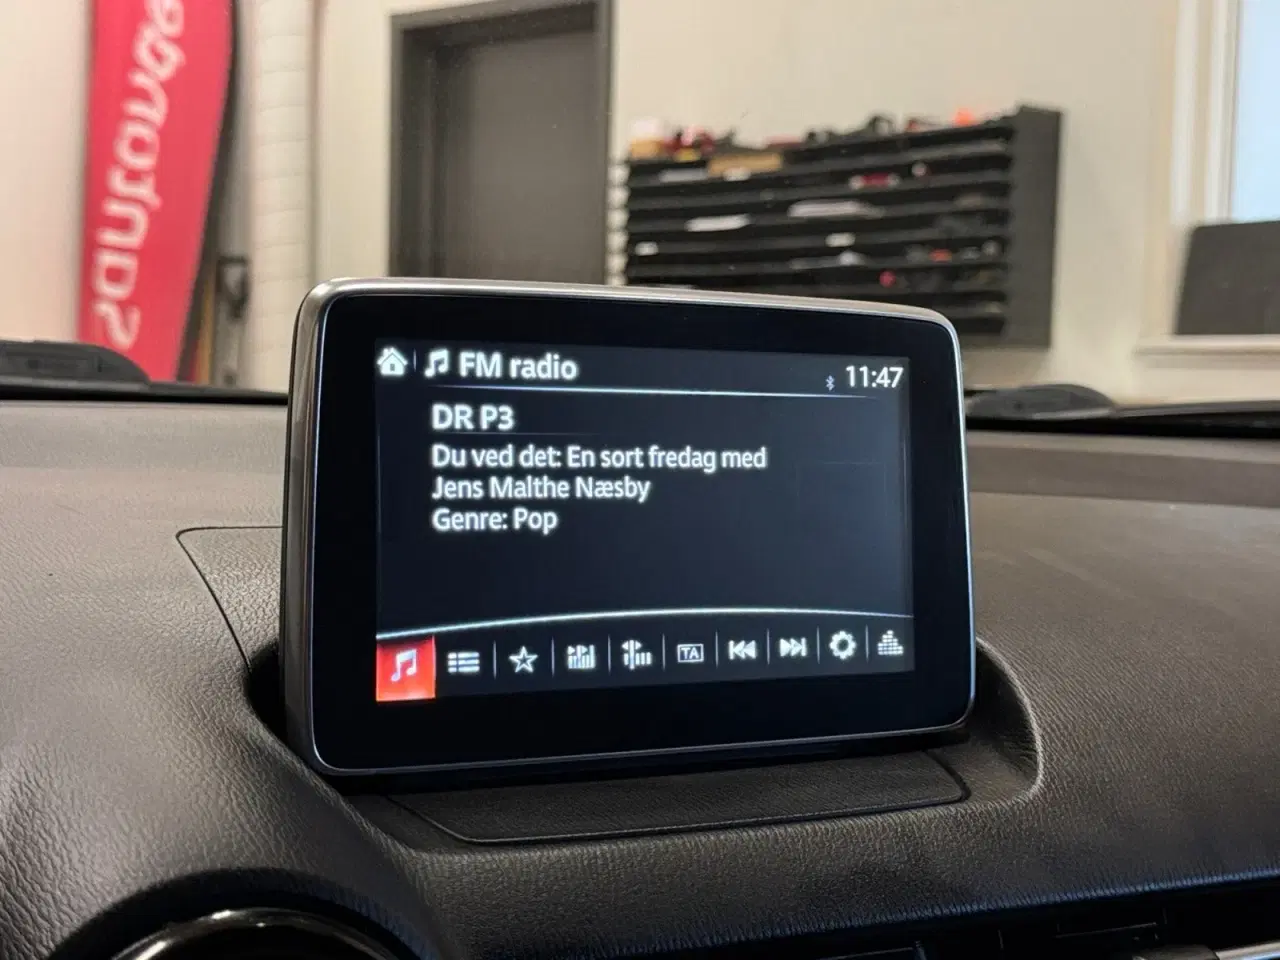 FM radio
11:47
DR P3
Du ved det: En sort fredag med
Jens Malthe Næsby
Genre: Pop
TA